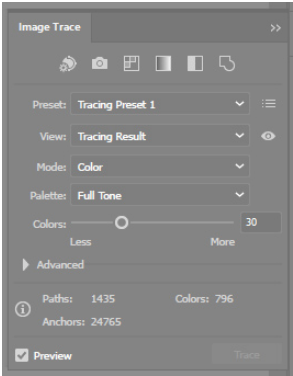 Image Trace
Preset: Tracing Preset 1
View: Tracing Result
Mode: Color
Palette: Full Tone
Colors: 30
Less More
Advanced
Paths: 1435 Colors: 796
Anchors: 24765
Preview Trace